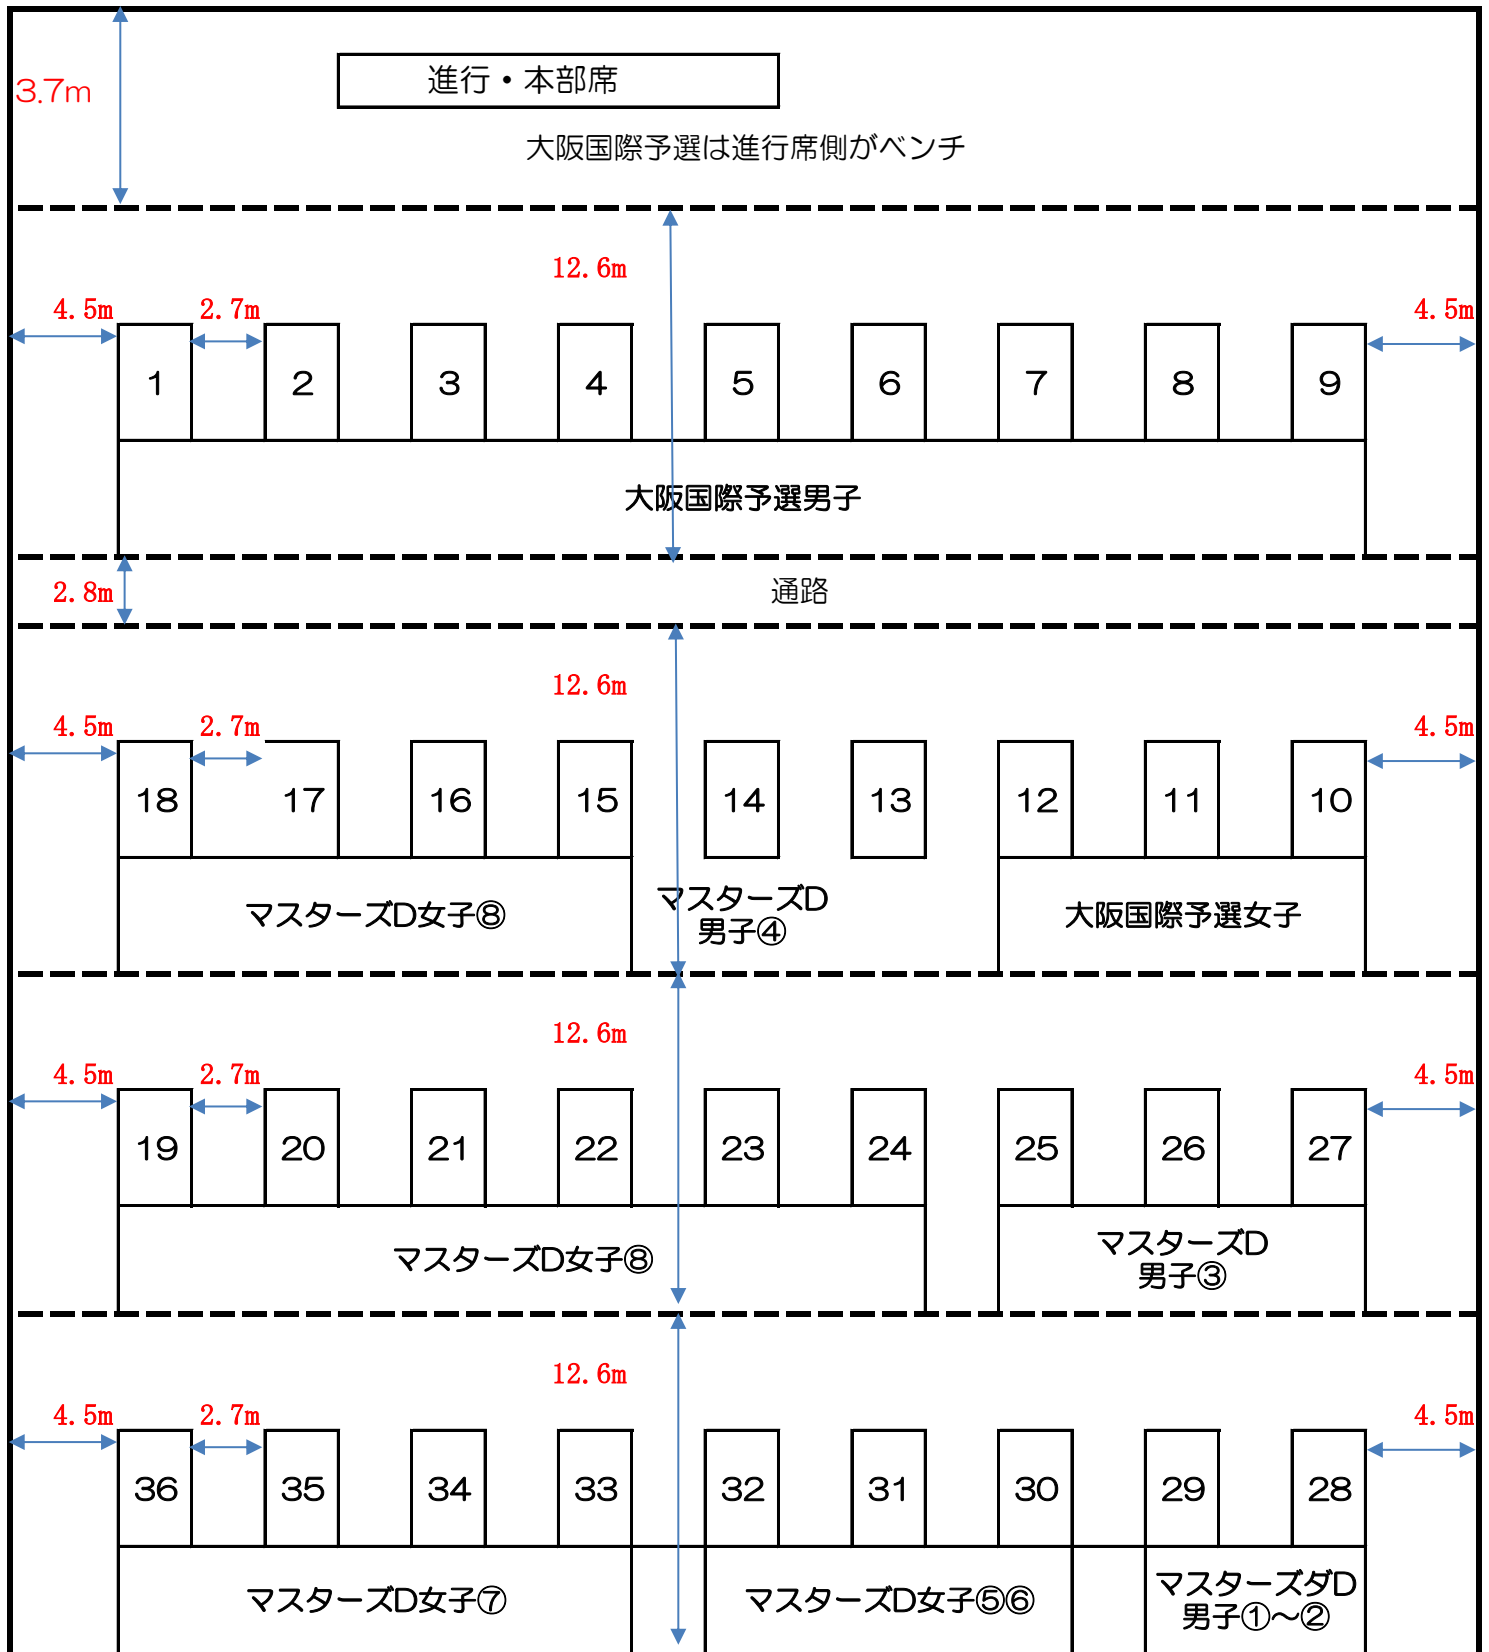 進行・本部席
3.7m
大阪国際予選は進行席側がベンチ
12.6m
4.5m 2.7m 4.5m
1 2 3 4 5 6 7 8 9
大阪国際予選男子
2.8m 通路
12.6m
4.5m 2.7m 4.5m
18 17 16 15 14 13 12 11 10
マスターズD女子⑧
マスターズD
男子④
大阪国際予選女子
12.6m
4.5m 2.7m 4.5m
19 20 21 22 23 24 25 26 27
マスターズD女子⑧
マスターズD
男子③
12.6m
4.5m 2.7m 4.5m
36 35 34 33 32 31 30 29 28
マスターズD女子⑦
マスターズD女子⑤⑥
マスターズダD
男子①～②